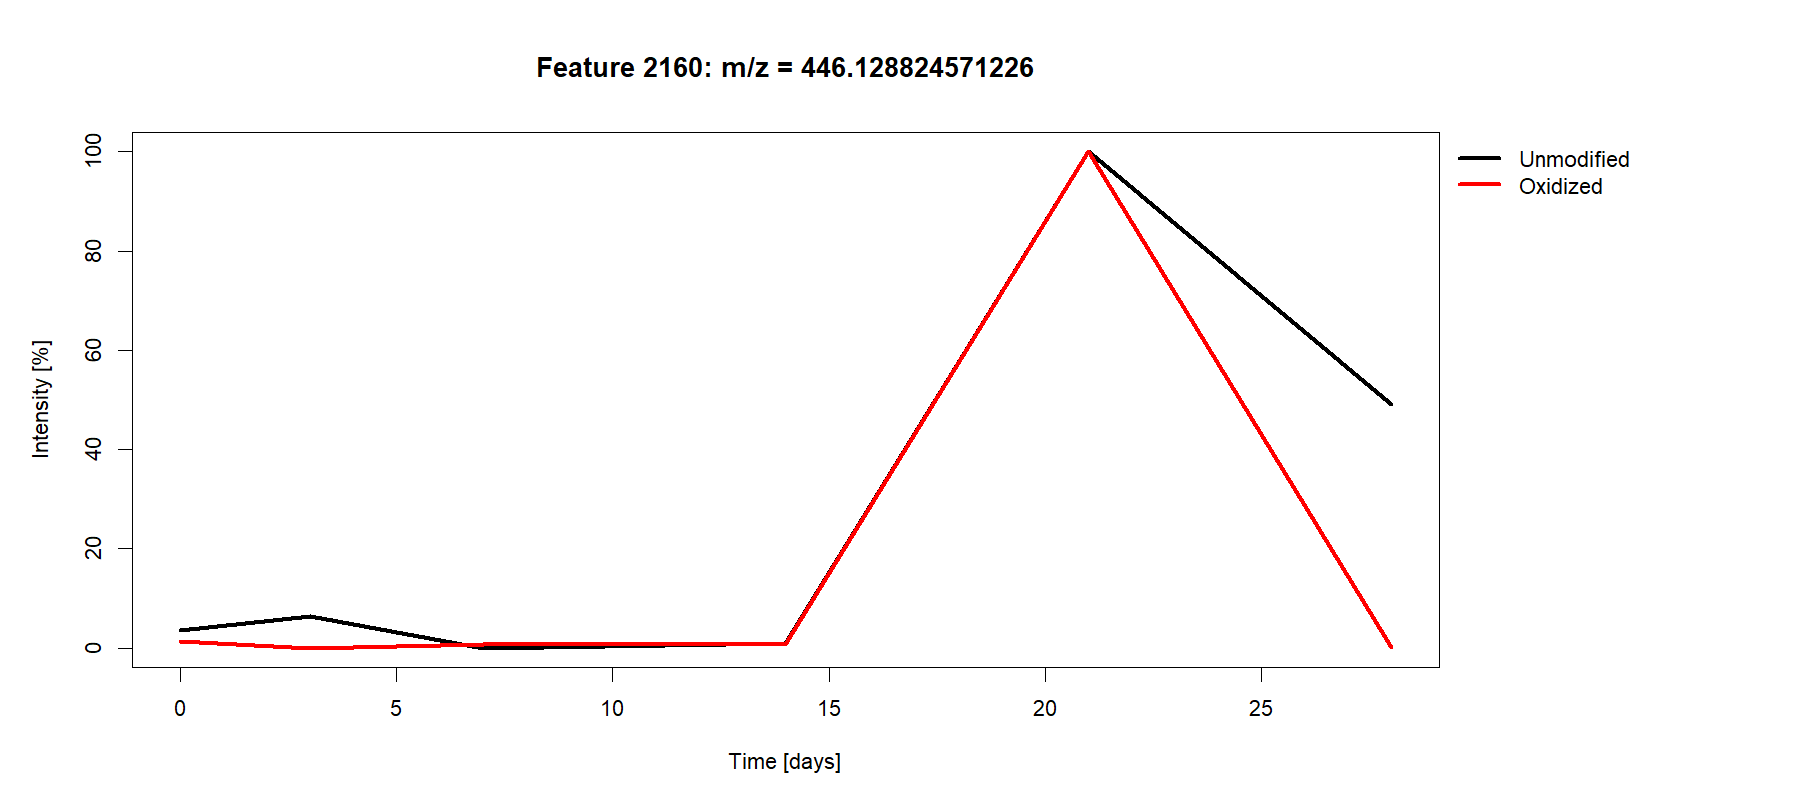 Feature 2160: m/z = 446.128824571226
Unmodified
Oxidized
Intensity [%]
100
80
60
40
20
0
0 5 10 15 20 25
Time [days]